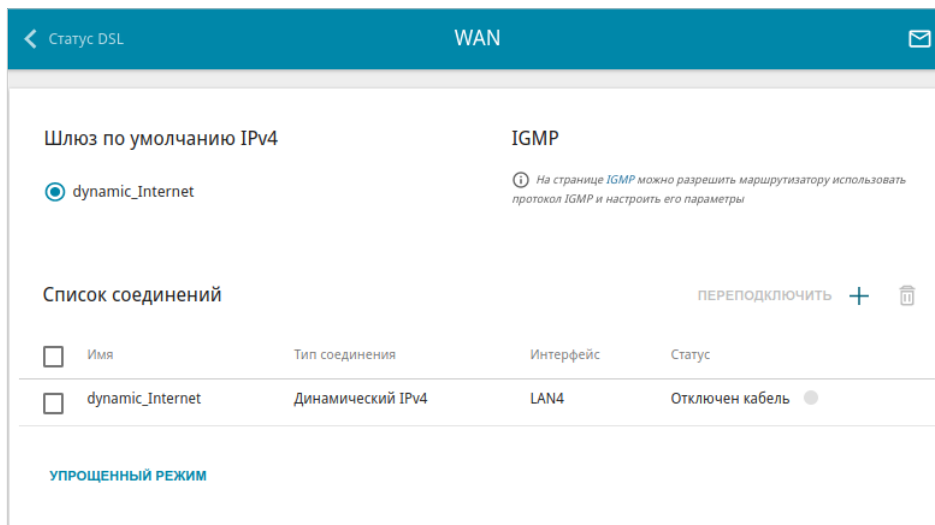 Статус DSL
WAN
Шлюз по умолчанию IPv4
dynamic_Internet
IGMP
На странице IGMP можно разрешить маршрутизатору использовать
протокол IGMP и настроить его параметры
Список соединений
ПЕРЕПОДКЛЮЧИТЬ
Имя Тип соединения Интерфейс Статус
dynamic_Internet Динамический IPv4 LAN4 Отключен кабель
УПРОЩЕННЫЙ РЕЖИМ